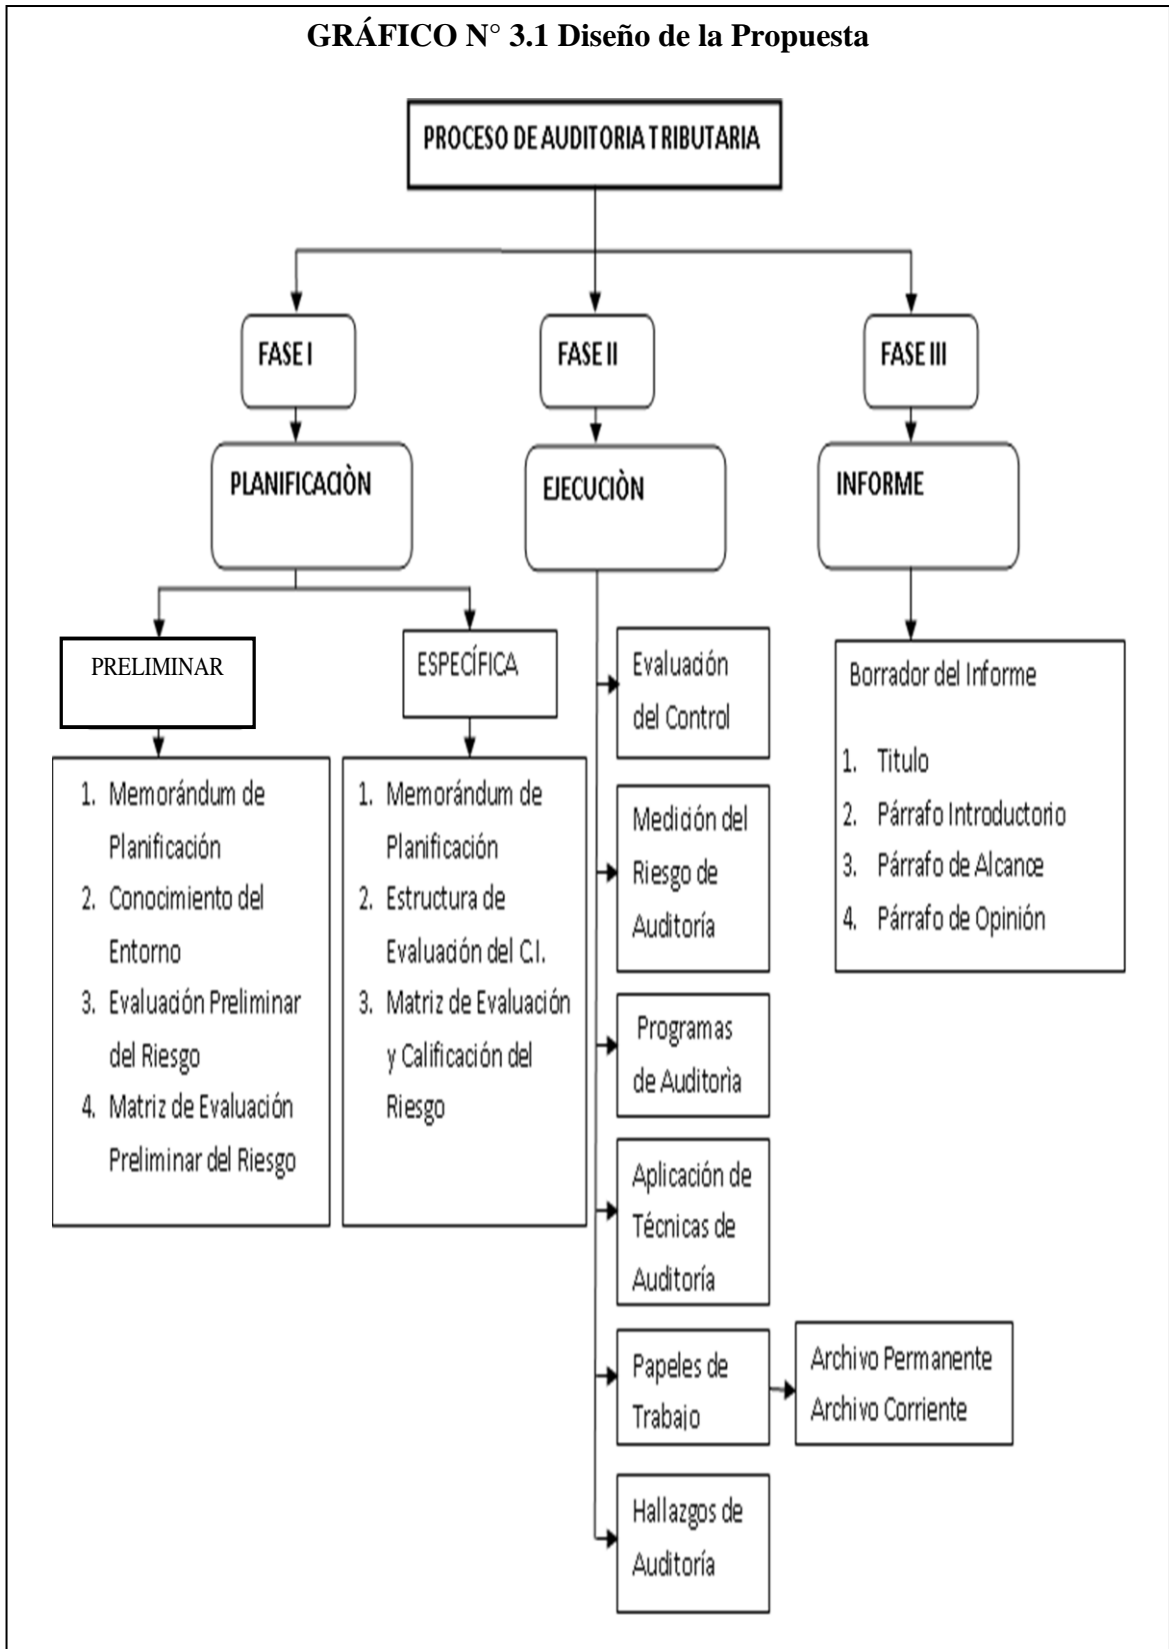 GRÁFICO N° 3.1 Diseño de la Propuesta
PROCESO DE AUDITORIA TRIBUTARIA
FASE I
FASE II
FASE III
PLANIFICACIÒN
EJECUCIÒN
INFORME
PRELIMINAR
ESPECÍFICA
1. Memorándum de
Planificación
2. Conocimiento del
Entorno
3. Evaluación Preliminar
del Riesgo
4. Matriz de Evaluación
Preliminar del Riesgo
1. Memorándum de
Planificación
2. Estructura de
Evaluación del C.I.
3. Matriz de Evaluación
y Calificación del
Riesgo
Evaluación
del Control
Medición del
Riesgo de
Auditoría
Programas
de Auditorìa
Aplicación de
Técnicas de
Auditoría
Papeles de
Trabajo
Archivo Permanente
Archivo Corriente
Hallazgos de
Auditoría
Borrador del Informe
1. Titulo
2. Párrafo Introductorio
3. Párrafo de Alcance
4. Párrafo de Opinión